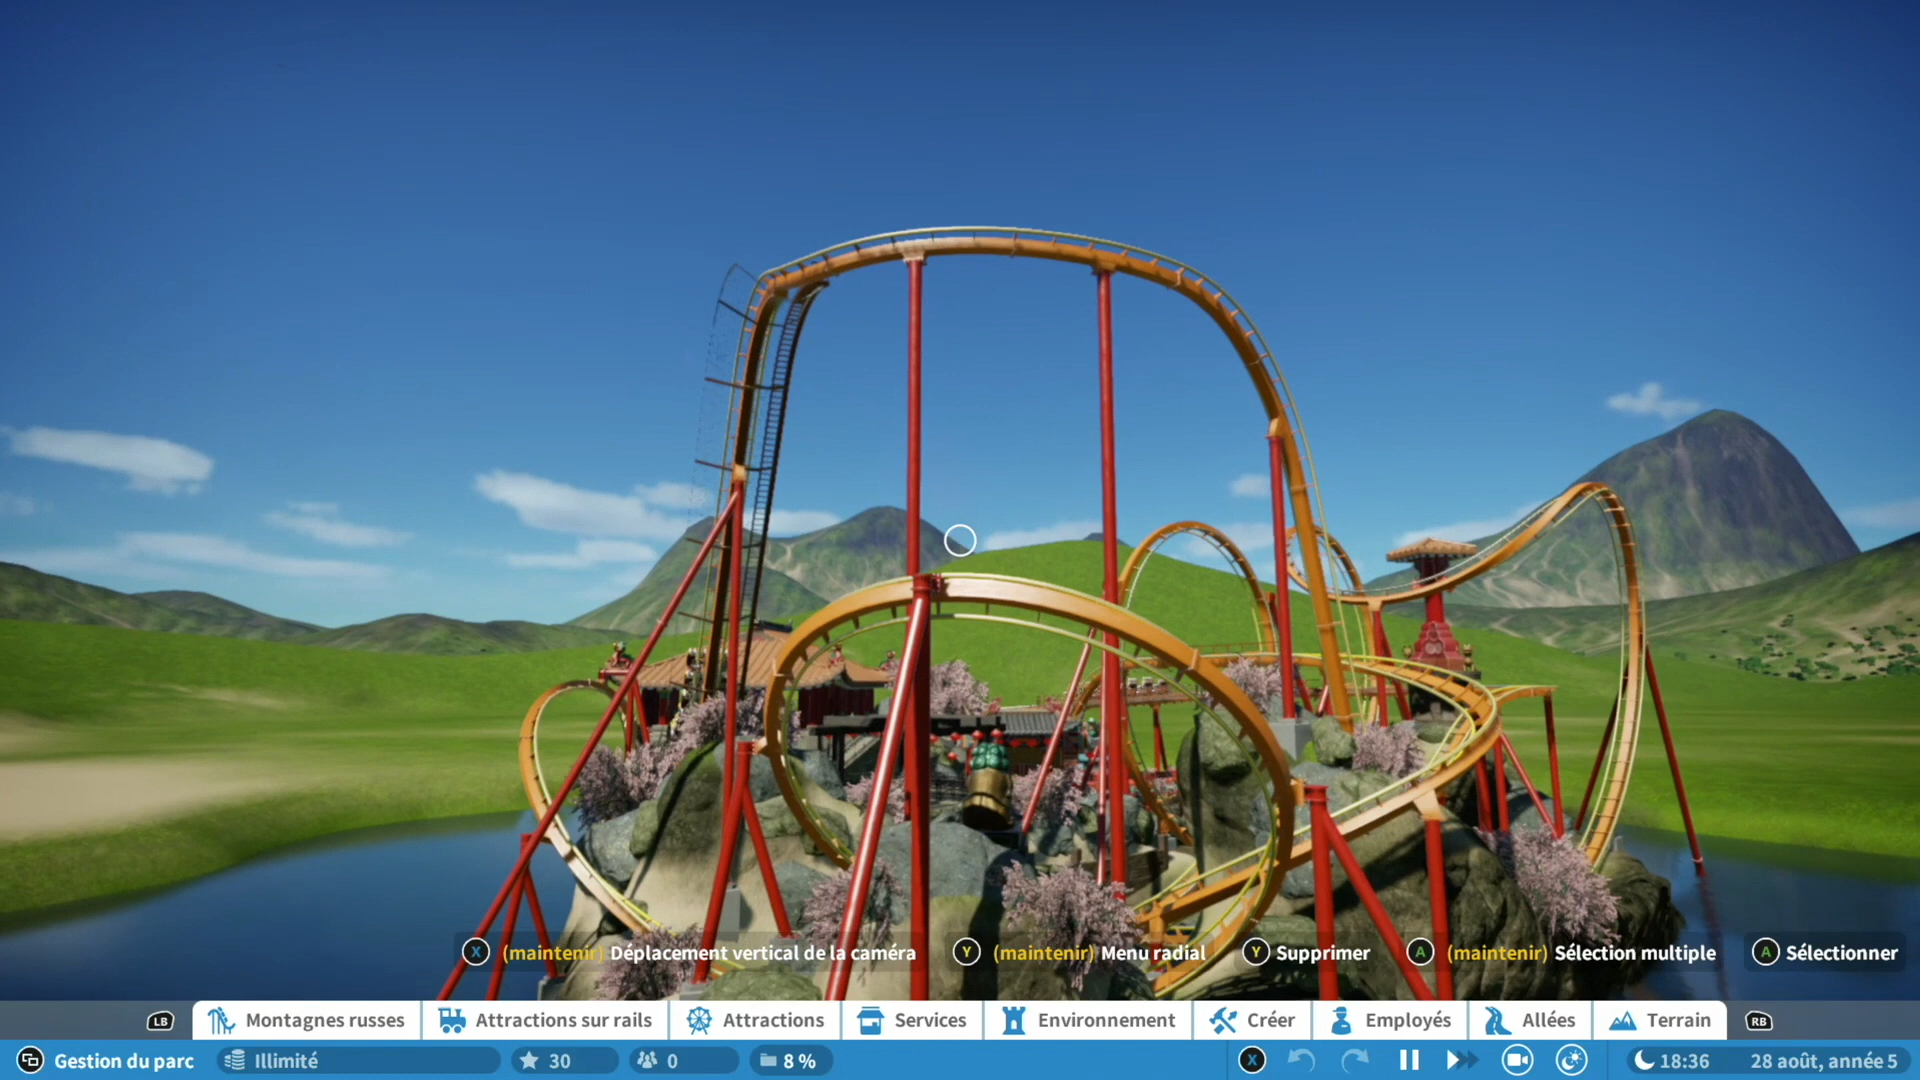 X (maintenir) Déplacement vertical de la caméra Y (maintenir) Menu radial Y Supprimer A (maintenir) Sélection multiple A Sélectionner
LB Montagnes russes Attractions sur rails Attractions Services Environnement Créer Employés Allées Terrain RB
Gestion du parc Illimité 30 0 8 % X 18:36 28 août, année 5